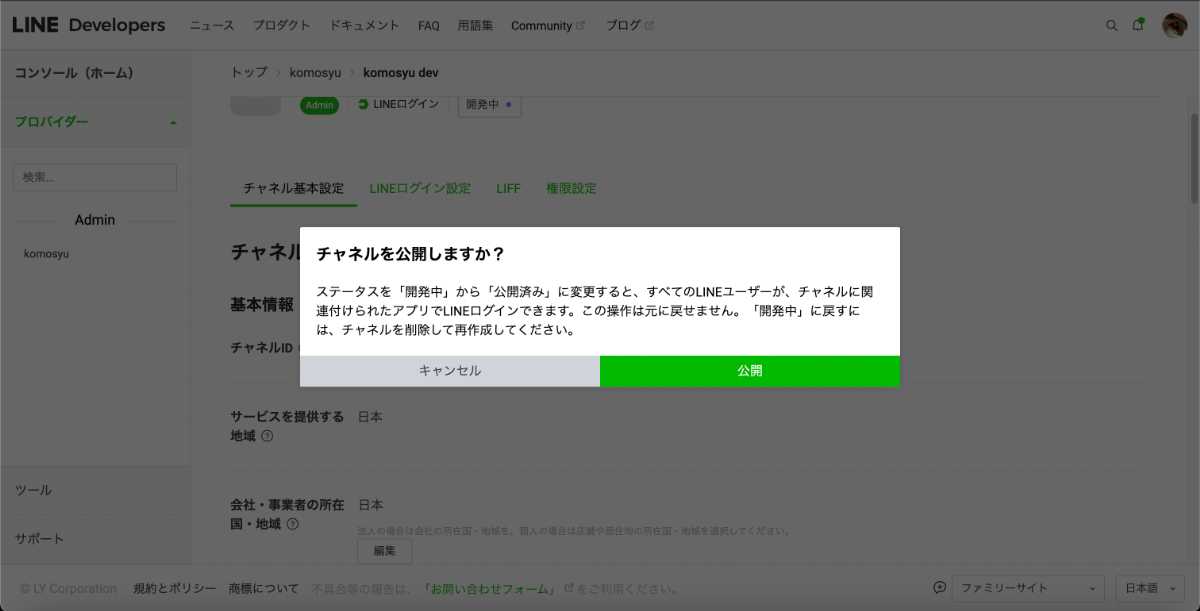 LINE Developers ニュース プロダクト ドキュメント FAQ 用語集 Community ブログ
コンソール（ホーム）
トップ > komosyu > komosyu dev
Admin LINEログイン 開発中
プロバイダー
検索...
チャネル基本設定 LINEログイン設定 LIFF 権限設定
Admin
komosyu
チャネル
基本情報
チャネルID
チャネルを公開しますか？
ステータスを「開発中」から「公開済み」に変更すると、すべてのLINEユーザーが、チャネルに関
連付けられたアプリでLINEログインできます。この操作は元に戻せません。「開発中」に戻すに
は、チャネルを削除して再作成してください。
キャンセル 公開
サービスを提供する 日本
地域
会社・事業者の所在 日本
国・地域
法人の場合は会社の所在国・地域を、個人の場合は店舗や居住地の所在国・地域を選択してください。
編集
ツール
サポート
© LY Corporation 規約とポリシー 商標について 不具合等の報告は、「お問い合わせフォーム」をご利用ください。 ファミリーサイト 日本語